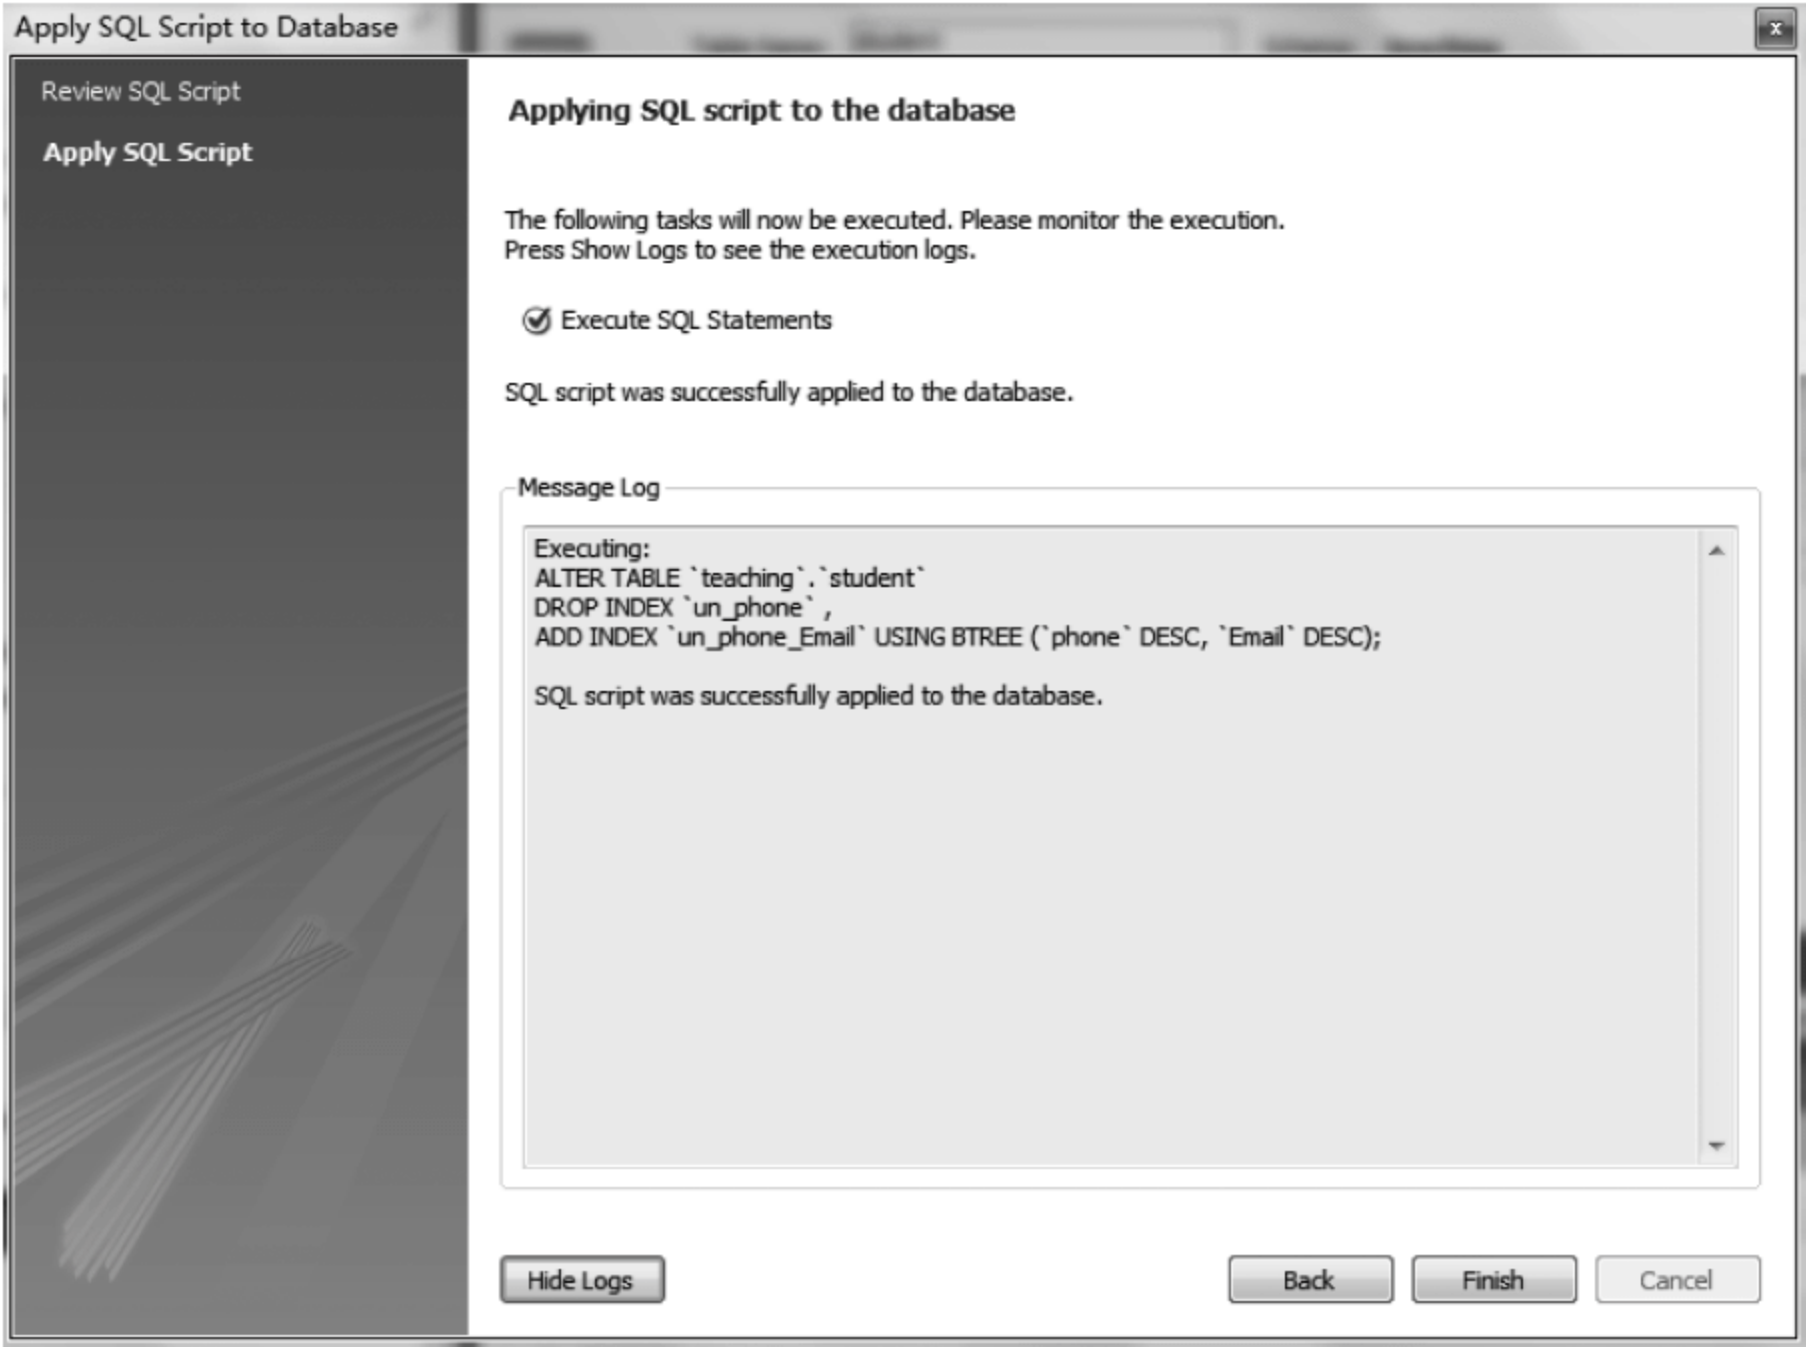 Apply SQL Script to Database
x
Review SQL Script
Apply SQL Script
Applying SQL script to the database
The following tasks will now be executed. Please monitor the execution.
Press Show Logs to see the execution logs.
Execute SQL Statements
SQL script was successfully applied to the database.
Message Log
Executing:
ALTER TABLE `teaching`.`student`
DROP INDEX `un_phone` ,
ADD INDEX `un_phone_Email` USING BTREE (`phone` DESC, `Email` DESC);
SQL script was successfully applied to the database.
Hide Logs
Back
Finish
Cancel